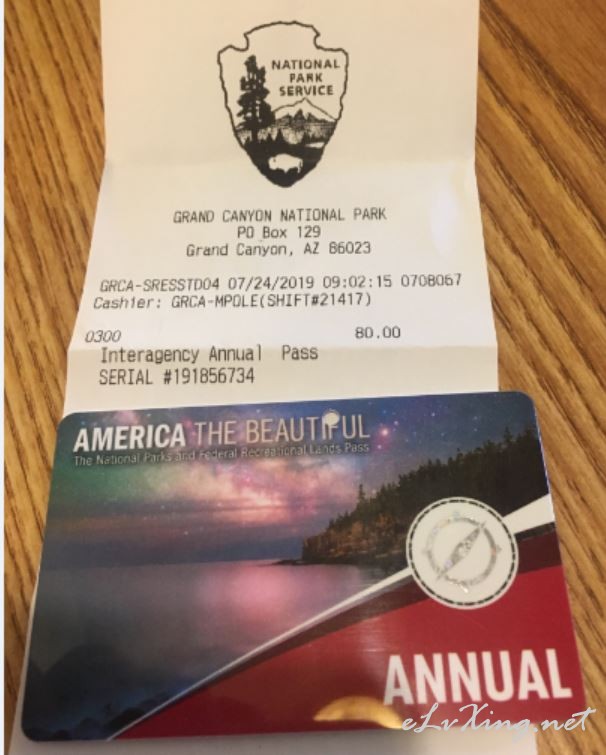 NATIONAL
PARK
SERVICE
GRAND CANYON NATIONAL PARK
PO Box 129
Grand Canyon, AZ 86023
GRCA-SRESSTD04 07/24/2019 09:02:15 0708067
Cashier: GRCA-MPOLE(SHIFT#21417)
0300 80.00
Interagency Annual Pass
SERIAL #191856734
AMERICA THE BEAUTIFUL
The National Parks and Federal Recreational Lands Pass
ANNUAL
eLvXing.net